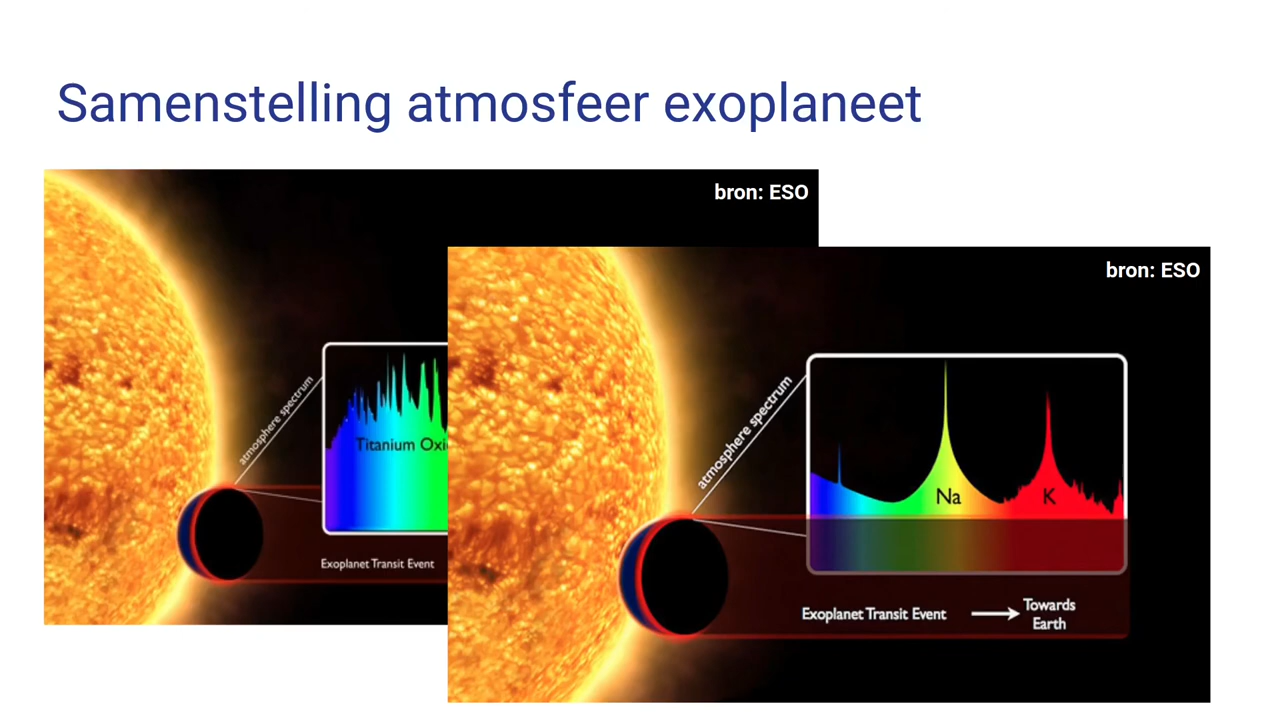 Samenstelling atmosfeer exoplaneet
bron: ESO
atmosphere spectrum
Titanium
Exoplanet Transit Event
bron: ESO
atmosphere spectrum
Na
K
Exoplanet Transit Event
Towards
Earth